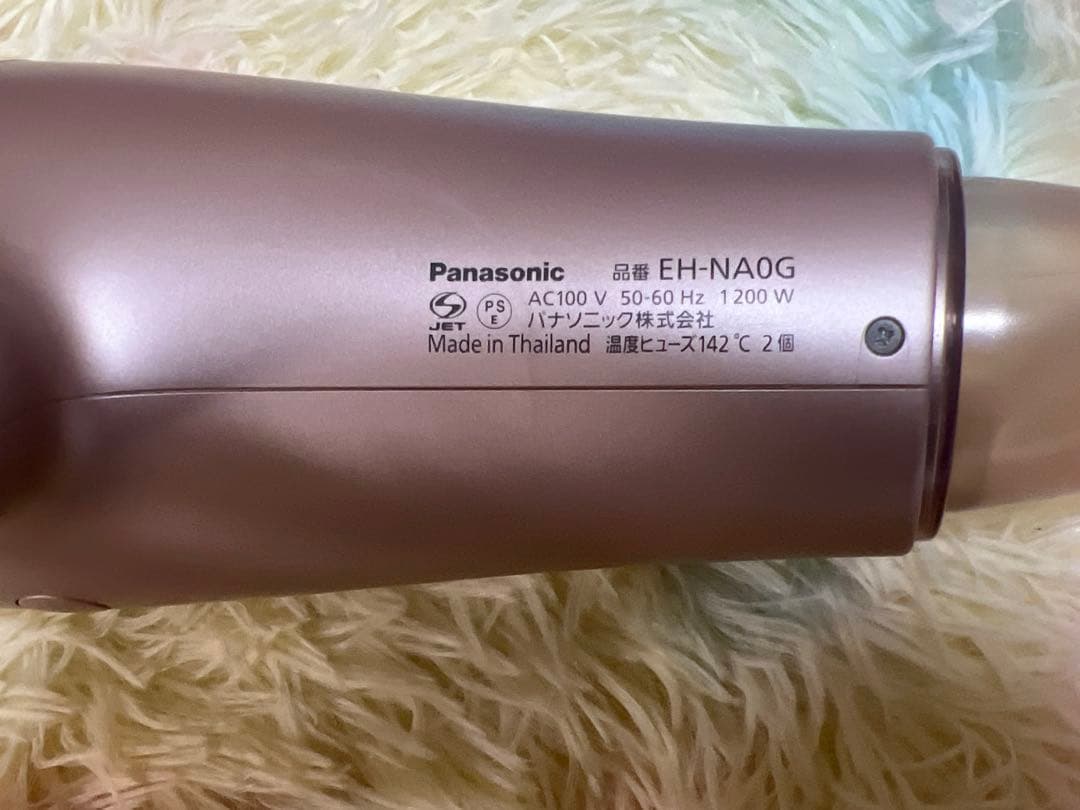 Panasonic 品番 EH-NA0G
JET PSE AC100 V 50-60 Hz 1200 W
パナソニック株式会社
Made in Thailand 温度ヒューズ142℃ 2個